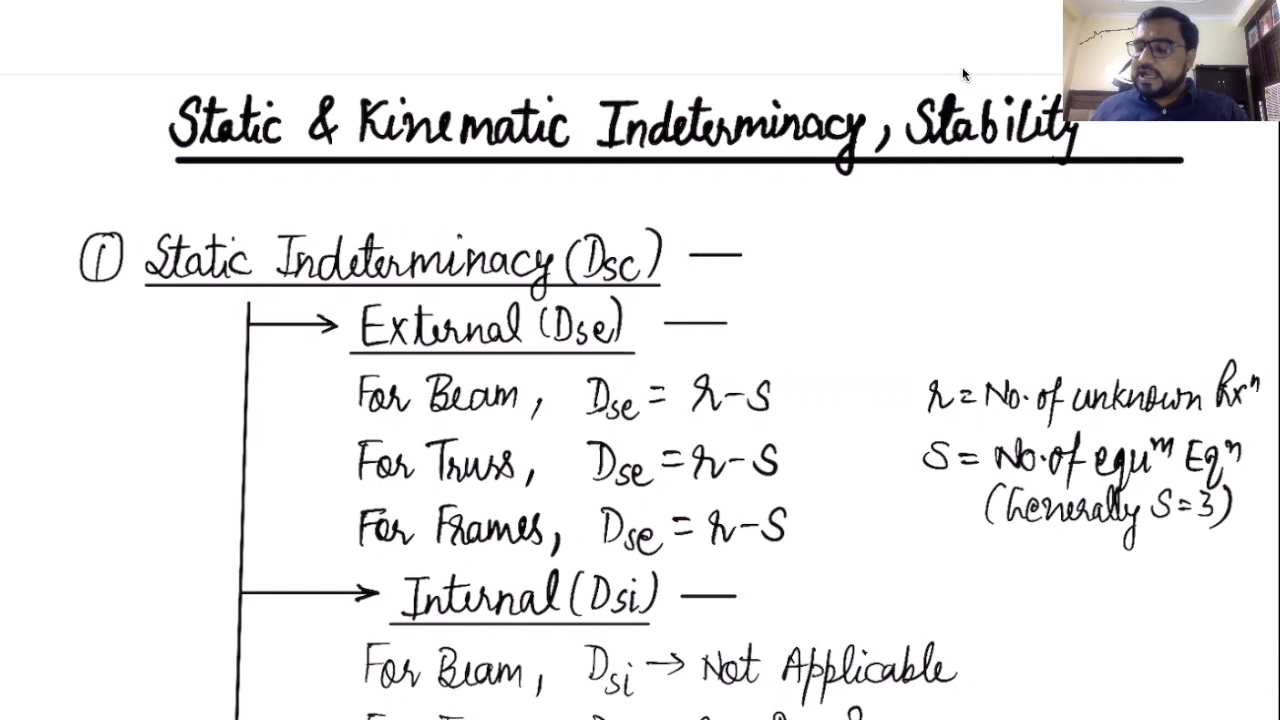 Static & Kinematic Indeterminacy, Stability
① Static Indeterminacy (Dsc) —
External (Dse) —
For Beam, Dse = r-s
For Truss, Dse = r-s
For Frames, Dse = r-s
r = No. of unknown Rxⁿ
S = No. of equᵐ Eqⁿ
(Generally S=3)
Internal (Dsi) —
For Beam, Dsi → Not Applicable